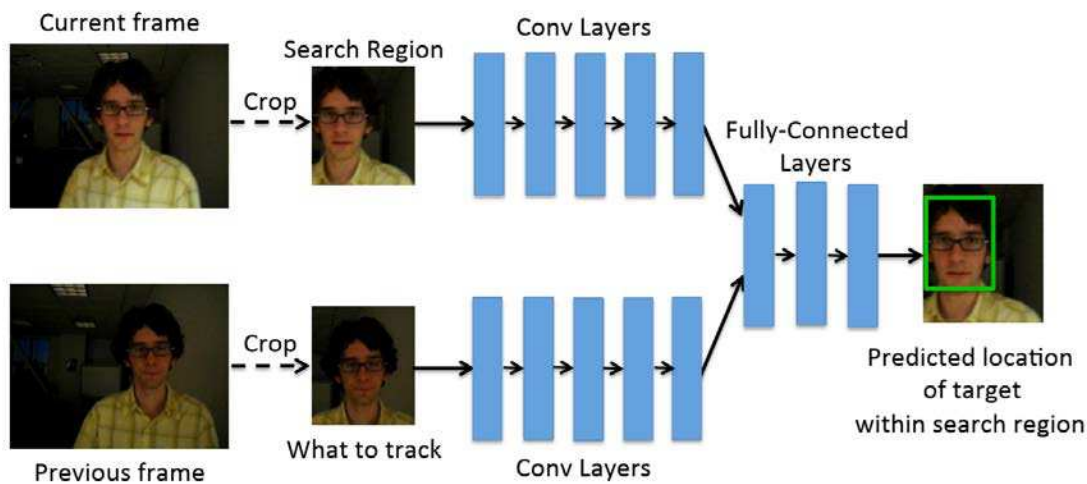 Current frame
Crop
Search Region
Conv Layers
Fully-Connected
Layers
Previous frame
Crop
What to track
Conv Layers
Predicted location
of target
within search region